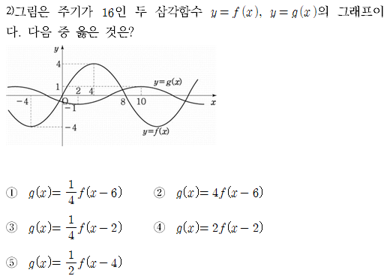 2)그림은 주기가 16인 두 삼각함수 y=f(x), y=g(x)의 그래프이
다. 다음 중 옳은 것은?
y
4
1
y=g(x)
-4
O
2
4
8
10
x
-1
-4
y=f(x)
① g(x)=1/4 f(x-6) ② g(x)=4f(x-6)
③ g(x)=1/4 f(x-2) ④ g(x)=2f(x-2)
⑤ g(x)=1/2 f(x-4)